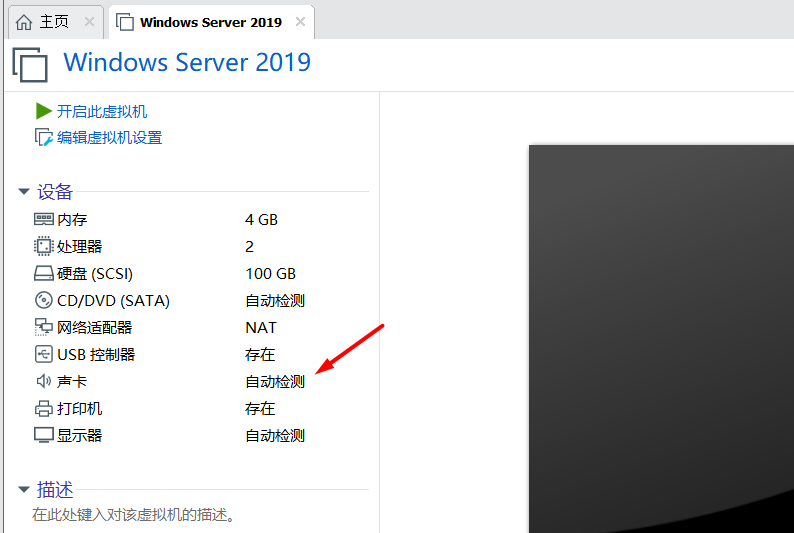 主页 Windows Server 2019
Windows Server 2019
开启此虚拟机
编辑虚拟机设置
设备
内存 4 GB
处理器 2
硬盘 (SCSI) 100 GB
CD/DVD (SATA) 自动检测
网络适配器 NAT
USB 控制器 存在
声卡 自动检测
打印机 存在
显示器 自动检测
描述
在此处键入对该虚拟机的描述。